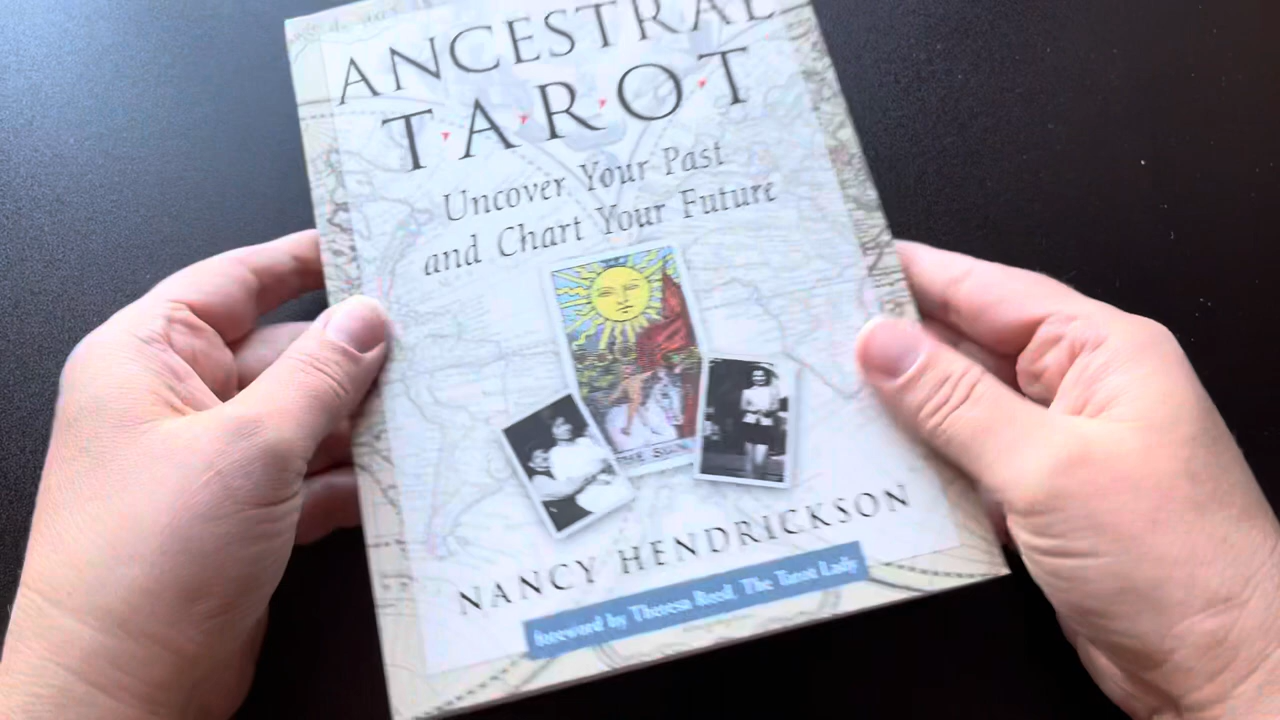 ANCESTRAL
TAROT
Uncover Your Past
and Chart Your Future
THE SUN
NANCY HENDRICKSON
foreword by Theresa Reed, The Tarot Lady